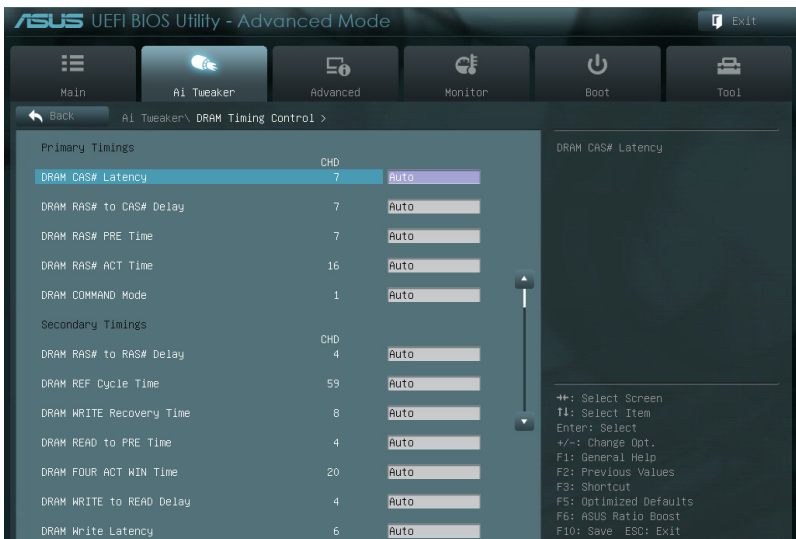 ASUS UEFI BIOS Utility - Advanced Mode
Exit
Main
Ai Tweaker
Advanced
Monitor
Boot
Tool
Back
Ai Tweaker\ DRAM Timing Control >
Primary Timings
CHD
DRAM CAS# Latency 7 Auto
DRAM RAS# to CAS# Delay 7 Auto
DRAM RAS# PRE Time 7 Auto
DRAM RAS# ACT Time 16 Auto
DRAM COMMAND Mode 1 Auto
Secondary Timings
CHD
DRAM RAS# to RAS# Delay 4 Auto
DRAM REF Cycle Time 59 Auto
DRAM WRITE Recovery Time 8 Auto
DRAM READ to PRE Time 4 Auto
DRAM FOUR ACT WIN Time 20 Auto
DRAM WRITE to READ Delay 4 Auto
DRAM Write Latency 6 Auto
DRAM CAS# Latency
→←: Select Screen
↑↓: Select Item
Enter: Select
+/-: Change Opt.
F1: General Help
F2: Previous Values
F3: Shortcut
F5: Optimized Defaults
F6: ASUS Ratio Boost
F10: Save ESC: Exit